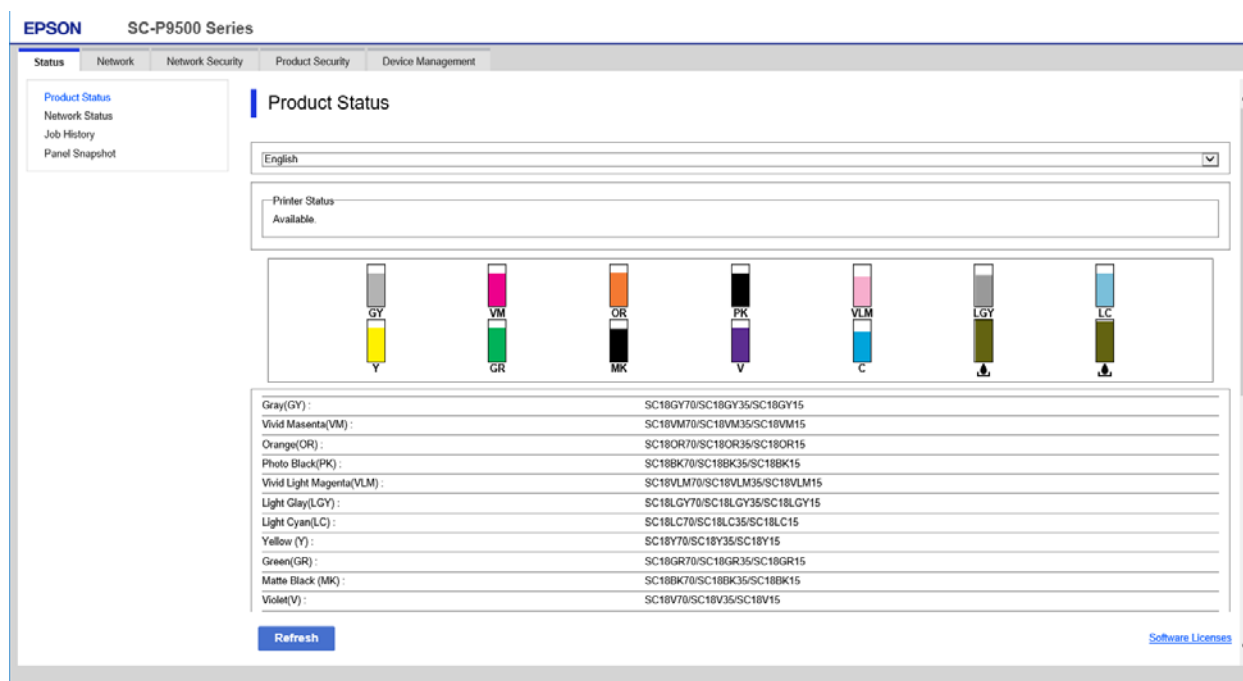 EPSON SC-P9500 Series
Status Network Network Security Product Security Device Management
Product Status
Network Status
Job History
Panel Snapshot
Product Status
English
Printer Status
Available.
GY VM OR PK VLM LGY LC
Y GR MK V C
Gray(GY) : SC18GY70/SC18GY35/SC18GY15
Vivid Masenta(VM) : SC18VM70/SC18VM35/SC18VM15
Orange(OR) : SC18OR70/SC18OR35/SC18OR15
Photo Black(PK) : SC18BK70/SC18BK35/SC18BK15
Vivid Light Magenta(VLM) : SC18VLM70/SC18VLM35/SC18VLM15
Light Glay(LGY) : SC18LGY70/SC18LGY35/SC18LGY15
Light Cyan(LC) : SC18LC70/SC18LC35/SC18LC15
Yellow (Y) : SC18Y70/SC18Y35/SC18Y15
Green(GR) : SC18GR70/SC18GR35/SC18GR15
Matte Black (MK) : SC18BK70/SC18BK35/SC18BK15
Violet(V) : SC18V70/SC18V35/SC18V15
Refresh
Software Licenses